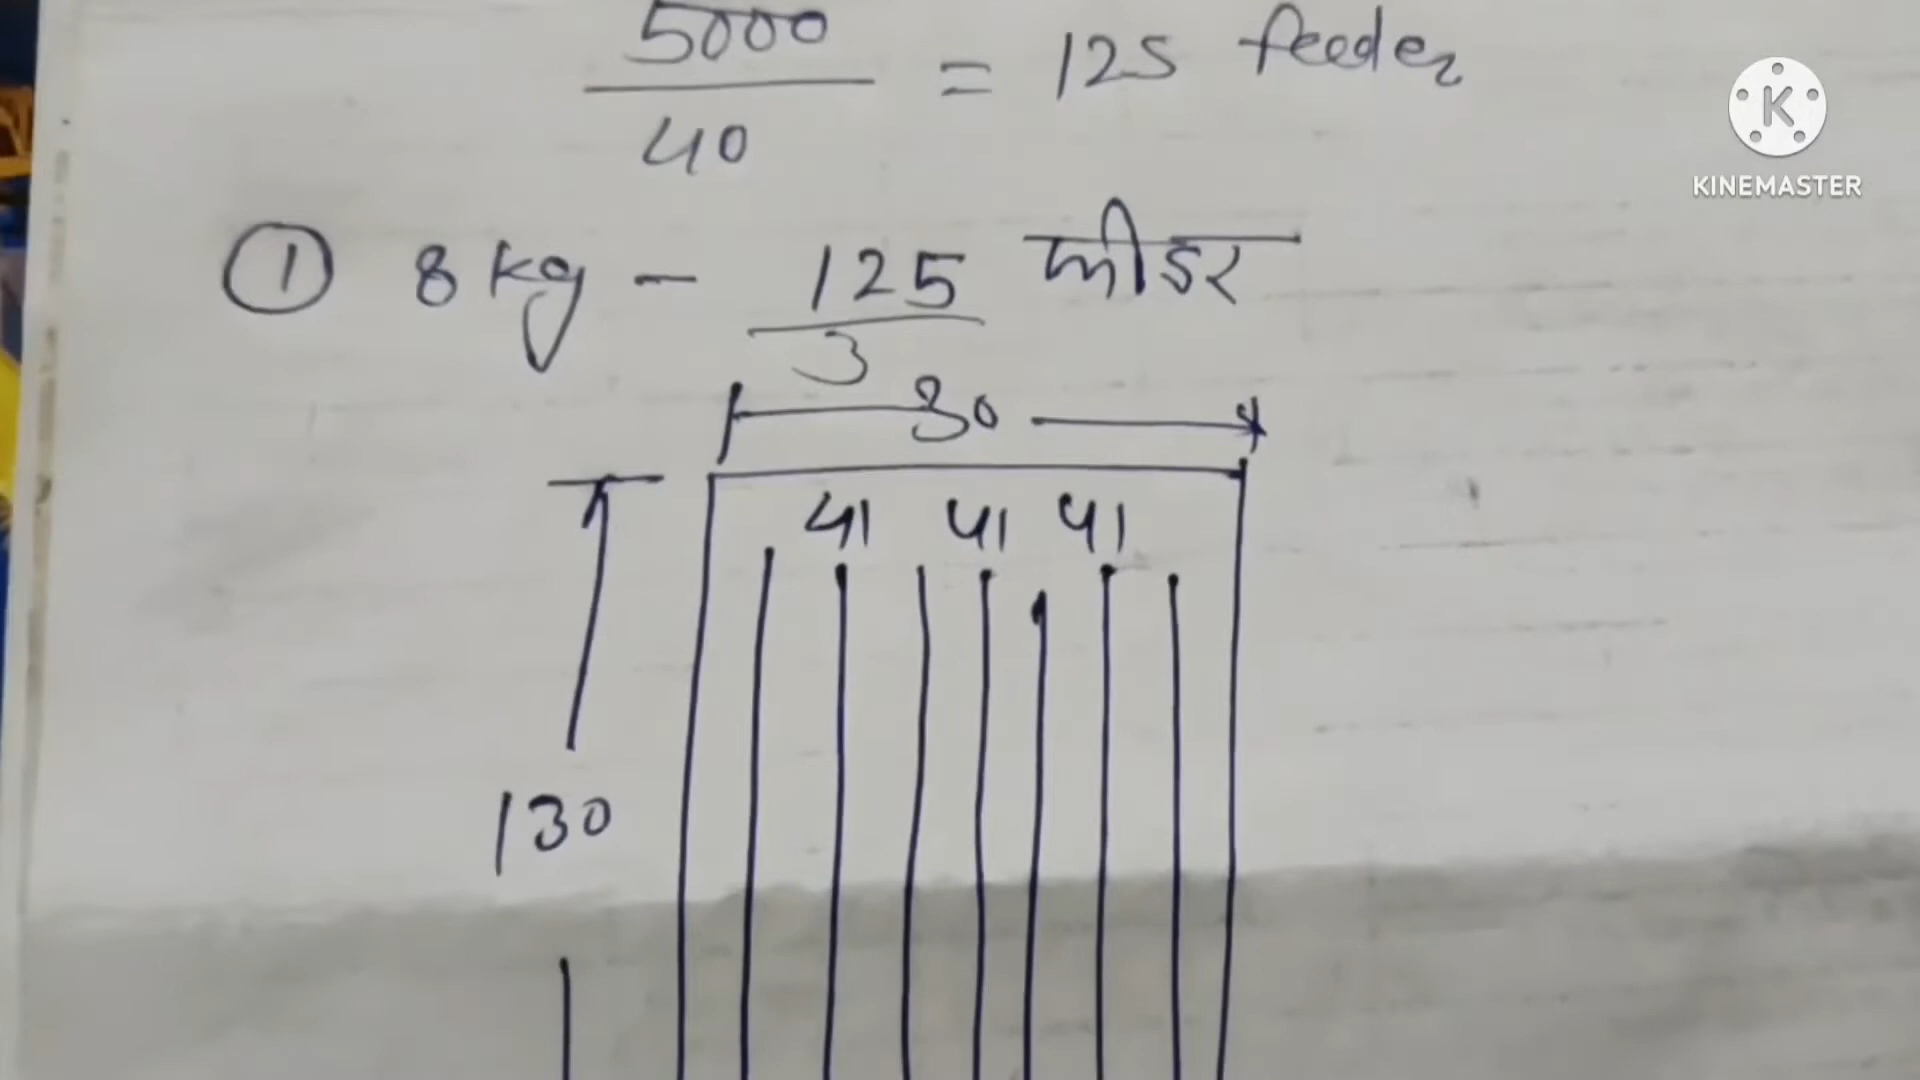 5000
40
= 125 feeder
K
KINEMASTER
① 8 kg - 125 फीडर
3
30
41 41 41
130